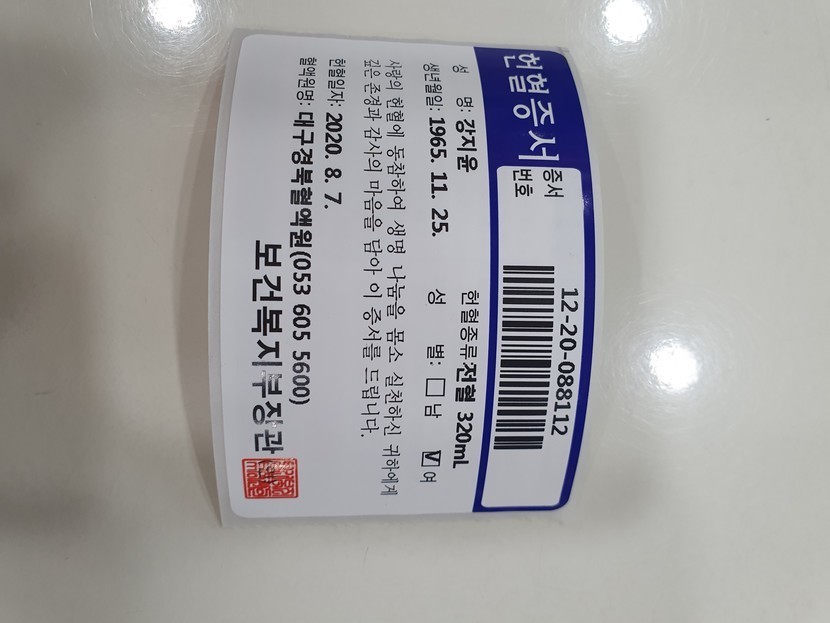 헌혈증서
증서번호
12-20-088112
성 명: 강지윤
헌혈종류: 전혈 320mL
생년월일: 1965. 11. 25.
성 별: □ 남 ☑ 여
사랑의 헌혈에 동참하여 생명 나눔을 몸소 실천하신 귀하에게
깊은 존경과 감사의 마음을 담아 이 증서를 드립니다.
헌혈일자: 2020. 8. 7.
혈액원명: 대구경북혈액원(053 605 5600)
보건복지부장관